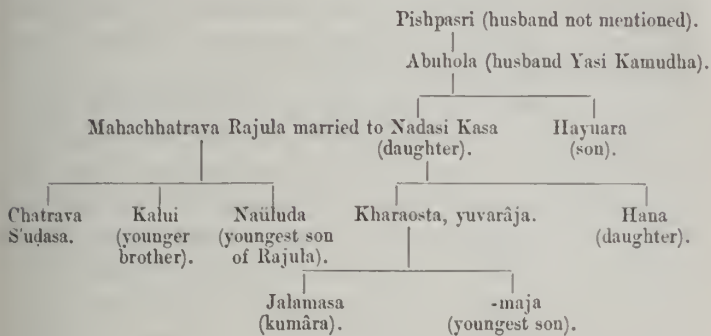 Pishpasri (husband not mentioned).
Abuhola (husband Yasi Kamudha).
Mahachhatrava Rajula married to Nadasi Kasa Hayuara
(daughter). (son).
Chatrava Kalui Naüluda Kharaosta, yuvarâja. Hana
S'uḍasa. (younger (youngest son (daughter).
brother). of Rajula).
Jalamasa -maja
(kumâra). (youngest son).